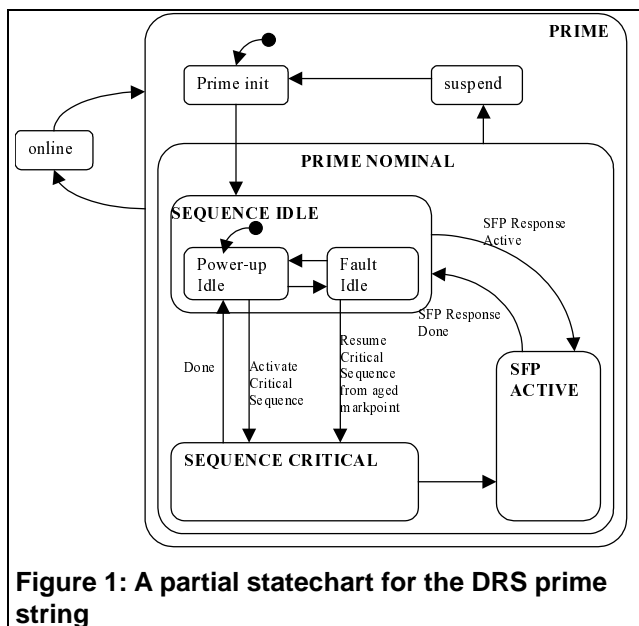 PRIME
Prime init
suspend
online
PRIME NOMINAL
SEQUENCE IDLE
SFP Response
Active
Power-up
Idle
Fault
Idle
SFP Response
Done
Done
Activate
Critical
Sequence
Resume
Critical
Sequence
from aged
markpoint
SFP
ACTIVE
SEQUENCE CRITICAL
Figure 1: A partial statechart for the DRS prime
string